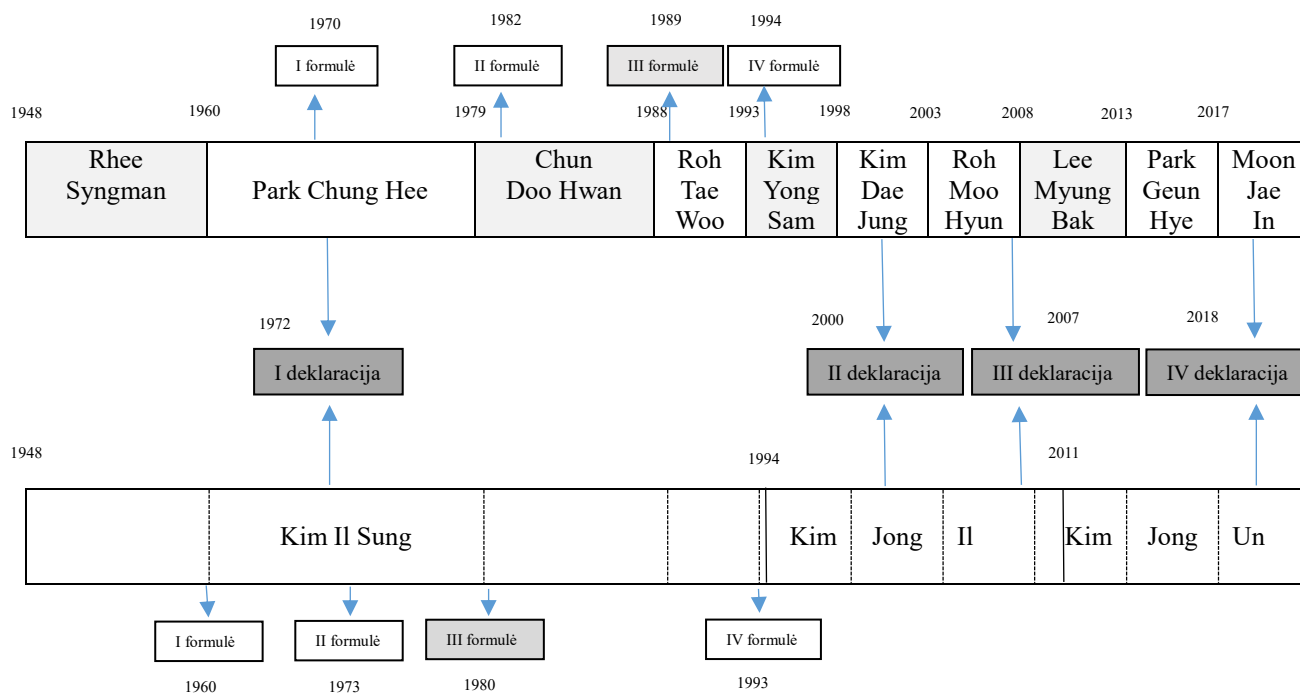 1970
1982
1989
1994
I formulė
II formulė
III formulė
IV formulė
1948
1960
1979
1988
1993
1998
2003
2008
2013
2017
Rhee
Syngman
Park Chung Hee
Chun
Doo Hwan
Roh
Tae
Woo
Kim
Yong
Sam
Kim
Dae
Jung
Roh
Moo
Hyun
Lee
Myung
Bak
Park
Geun
Hye
Moon
Jae
In
1972
2000
2007
2018
I deklaracija
II deklaracija
III deklaracija
IV deklaracija
1948
1994
2011
Kim Il Sung
Kim Jong Il
Kim Jong Un
I formulė
II formulė
III formulė
IV formulė
1960
1973
1980
1993